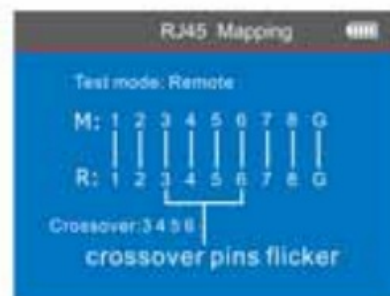 RJ45 Mapping
Test mode: Remote
M: 1 2 3 4 5 6 7 8 G
R: 1 2 3 4 5 6 7 8 G
Crossover:3 4 5 6
crossover pins flicker